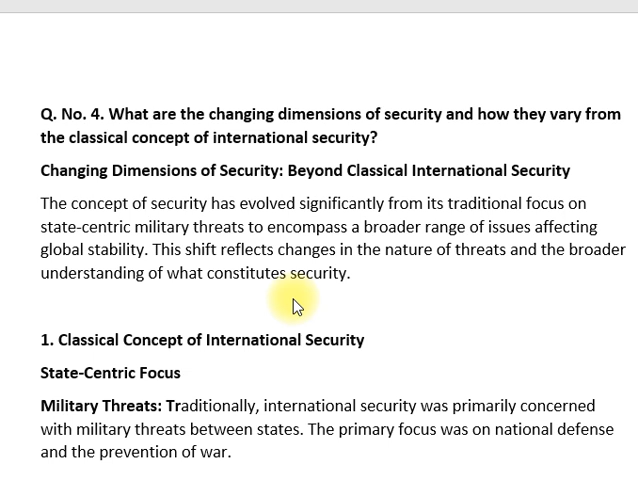 Q. No. 4. What are the changing dimensions of security and how they vary from
the classical concept of international security?
Changing Dimensions of Security: Beyond Classical International Security
The concept of security has evolved significantly from its traditional focus on
state-centric military threats to encompass a broader range of issues affecting
global stability. This shift reflects changes in the nature of threats and the broader
understanding of what constitutes security.
1. Classical Concept of International Security
State-Centric Focus
Military Threats: Traditionally, international security was primarily concerned
with military threats between states. The primary focus was on national defense
and the prevention of war.